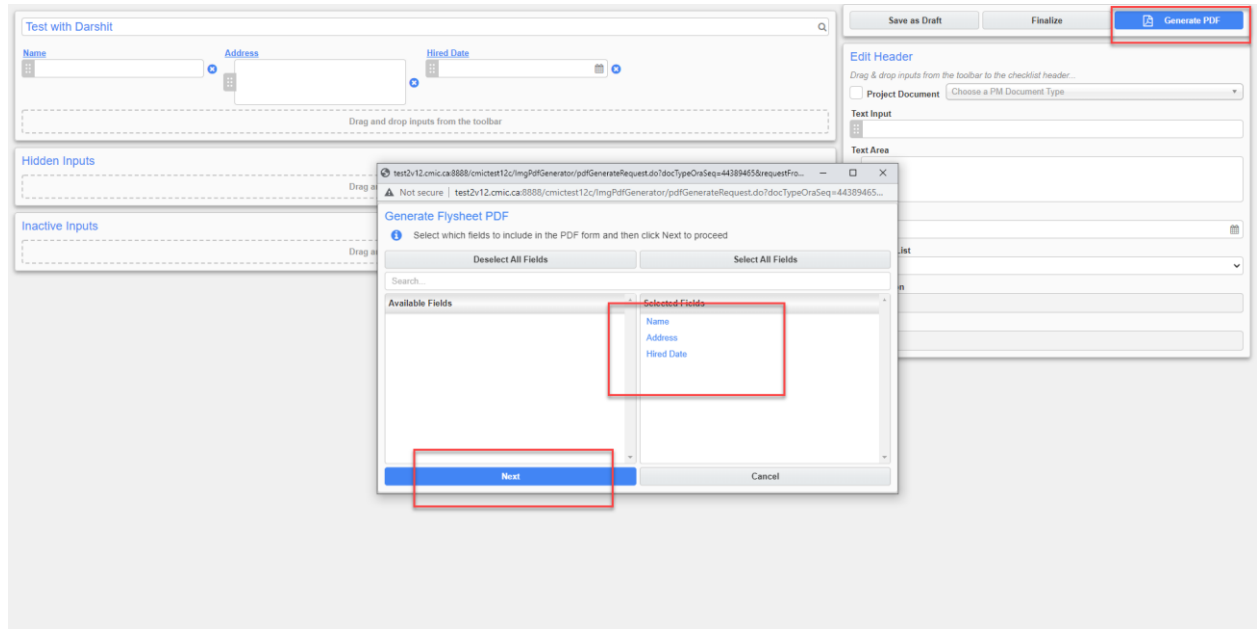 Test with Darshit
Name Address Hired Date
Drag and drop inputs from the toolbar
Hidden Inputs
Drag
Inactive Inputs
Drag
Save as Draft Finalize Generate PDF
Edit Header
Drag & drop inputs from the toolbar to the checklist header...
Project Document Choose a PM Document Type
Text Input
Text Area
test2v12.cmic.ca:8888/cmictest12c/ImgPdfGenerator/pdfGenerateRequest.do?docTypeOraSeq=44389465&requestFro...
Not secure | test2v12.cmic.ca:8888/cmictest12c/ImgPdfGenerator/pdfGenerateRequest.do?docTypeOraSeq=44389465...
Generate Flysheet PDF
Select which fields to include in the PDF form and then click Next to proceed
Deselect All Fields Select All Fields
Search...
Available Fields Selected Fields
Name
Address
Hired Date
Next Cancel